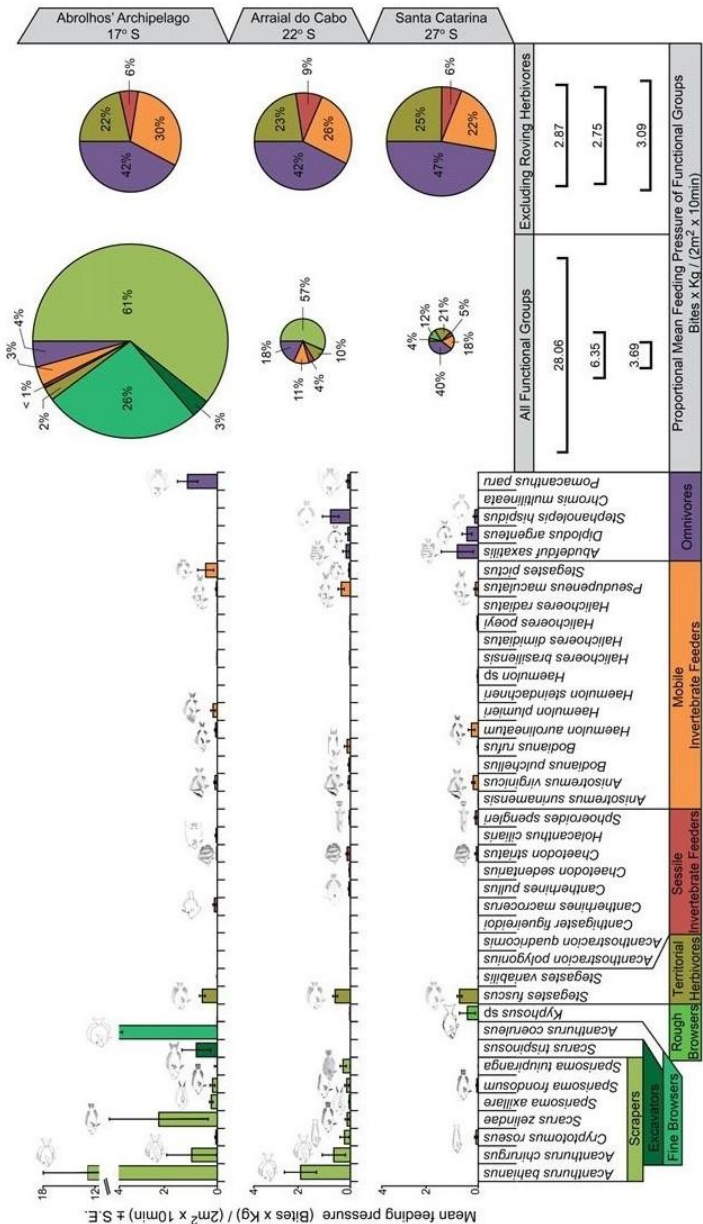 Abrolhos' Archipelago
17° S
Arraial do Cabo
22° S
Santa Catarina
27° S
22%
6%
30%
42%
23%
9%
26%
42%
25%
6%
22%
47%
61%
4%
3%
< 1%
2%
26%
3%
57%
18%
11%
4%
10%
12%
4%
21%
5%
18%
40%
Excluding Roving Herbivores
2.87
2.75
3.09
All Functional Groups
28.06
6.35
3.69
Proportional Mean Feeding Pressure of Functional Groups
Bites x Kg / (2m² x 10min)
Mean feeding pressure (Bites x Kg) / (2m² x 10min) ± S.E.
18
12
4
2
0
4
2
0
4
2
0
Pomacanthus paru
Chromis multilineata
Stephanolepis hispidus
Diplodus argenteus
Abudefduf saxatilis
Stegastes pictus
Pseudupeneus maculatus
Halichoeres radiatus
Halichoeres poeyi
Halichoeres dimidiatus
Halichoeres brasiliensis
Haemulon sp
Haemulon steindachneri
Haemulon plumieri
Haemulon aurolineatum
Bodianus rufus
Bodianus pulchellus
Anisotremus virginicus
Anisotremus surinamensis
Sphoeroides spengleri
Holacanthus ciliaris
Chaetodon striatus
Chaetodon sedentarius
Cantherhines pullus
Cantherhines macrocerus
Canthigaster figueiredoi
Acanthostracion quadricornis
Acanthostracion polygonius
Stegastes variabilis
Stegastes fuscus
Kyphosus sp
Acanthurus coeruleus
Scarus trispinosus
Sparisoma tuiupiranga
Sparisoma frondosum
Sparisoma axillare
Scarus zelindae
Cryptotomus roseus
Acanthurus chirurgus
Acanthurus bahianus
Omnivores
Mobile
Invertebrate Feeders
Sessile
Invertebrate Feeders
Territorial
Herbivores
Rough
Browsers
Scrapers
Excavators
Fine Browsers